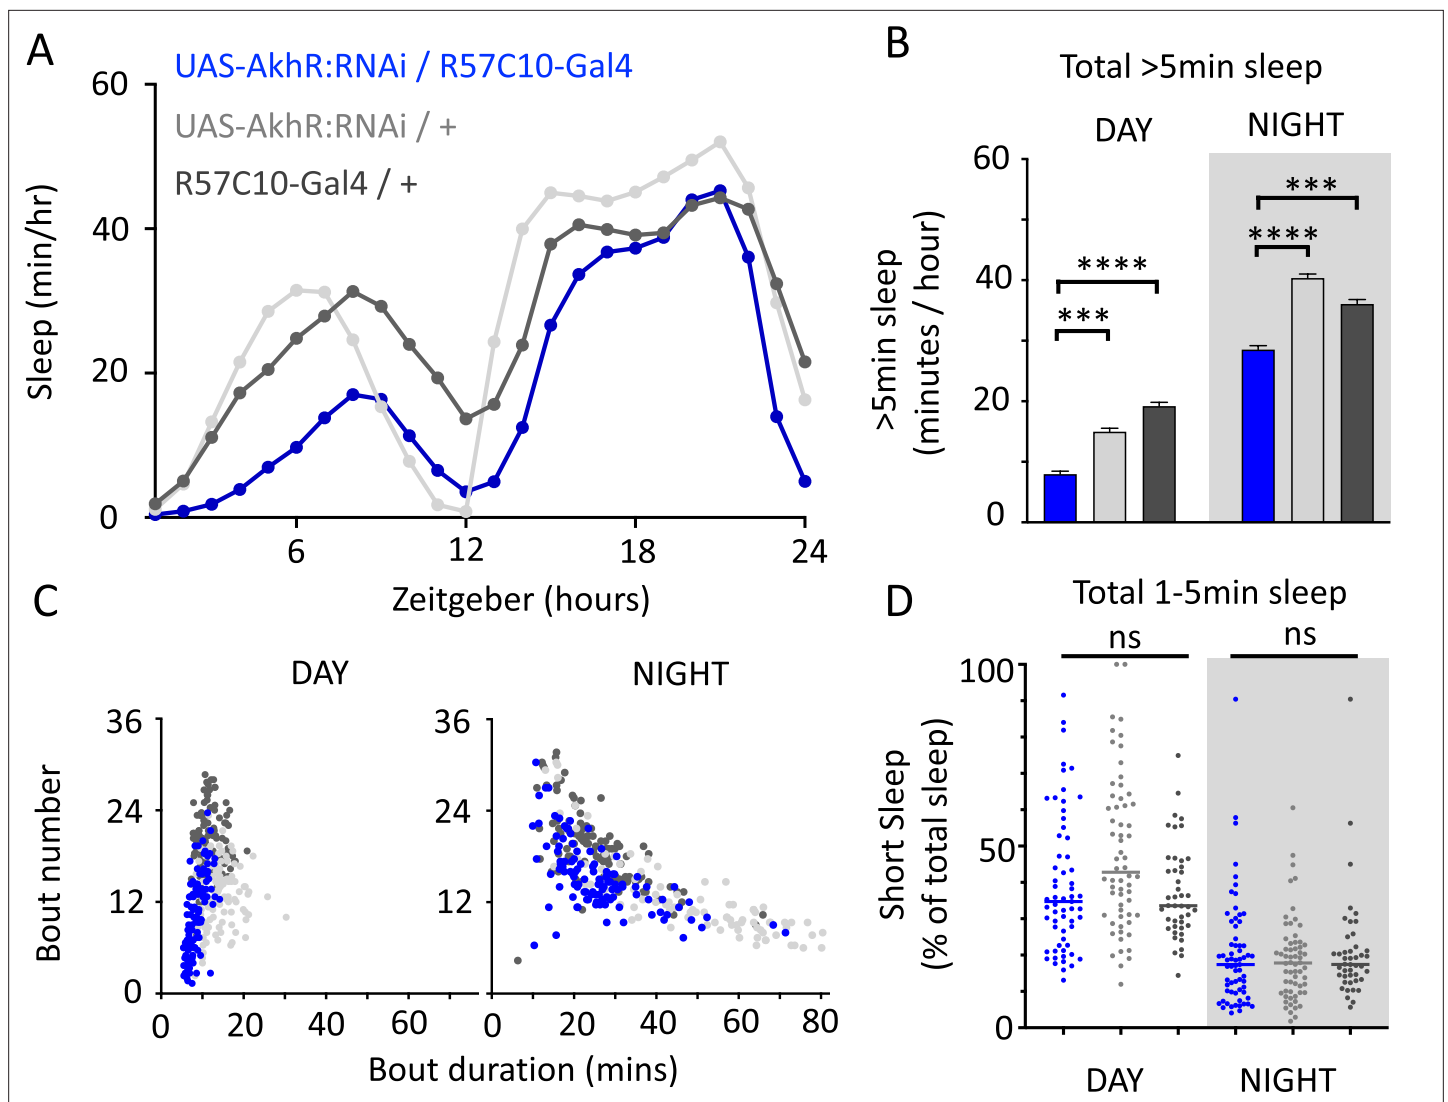 A
UAS-AkhR:RNAi / R57C10-Gal4
UAS-AkhR:RNAi / +
R57C10-Gal4 / +
Sleep (min/hr)
60
40
20
0
6
12
18
24
Zeitgeber (hours)
B
Total >5min sleep
DAY
NIGHT
>5min sleep
(minutes / hour)
60
40
20
0
***
****
****
***
C
DAY
NIGHT
Bout number
36
24
12
0
0
20
40
60
36
24
12
0
20
40
60
80
Bout duration (mins)
D
Total 1-5min sleep
ns
ns
Short Sleep
(% of total sleep)
100
50
0
DAY
NIGHT